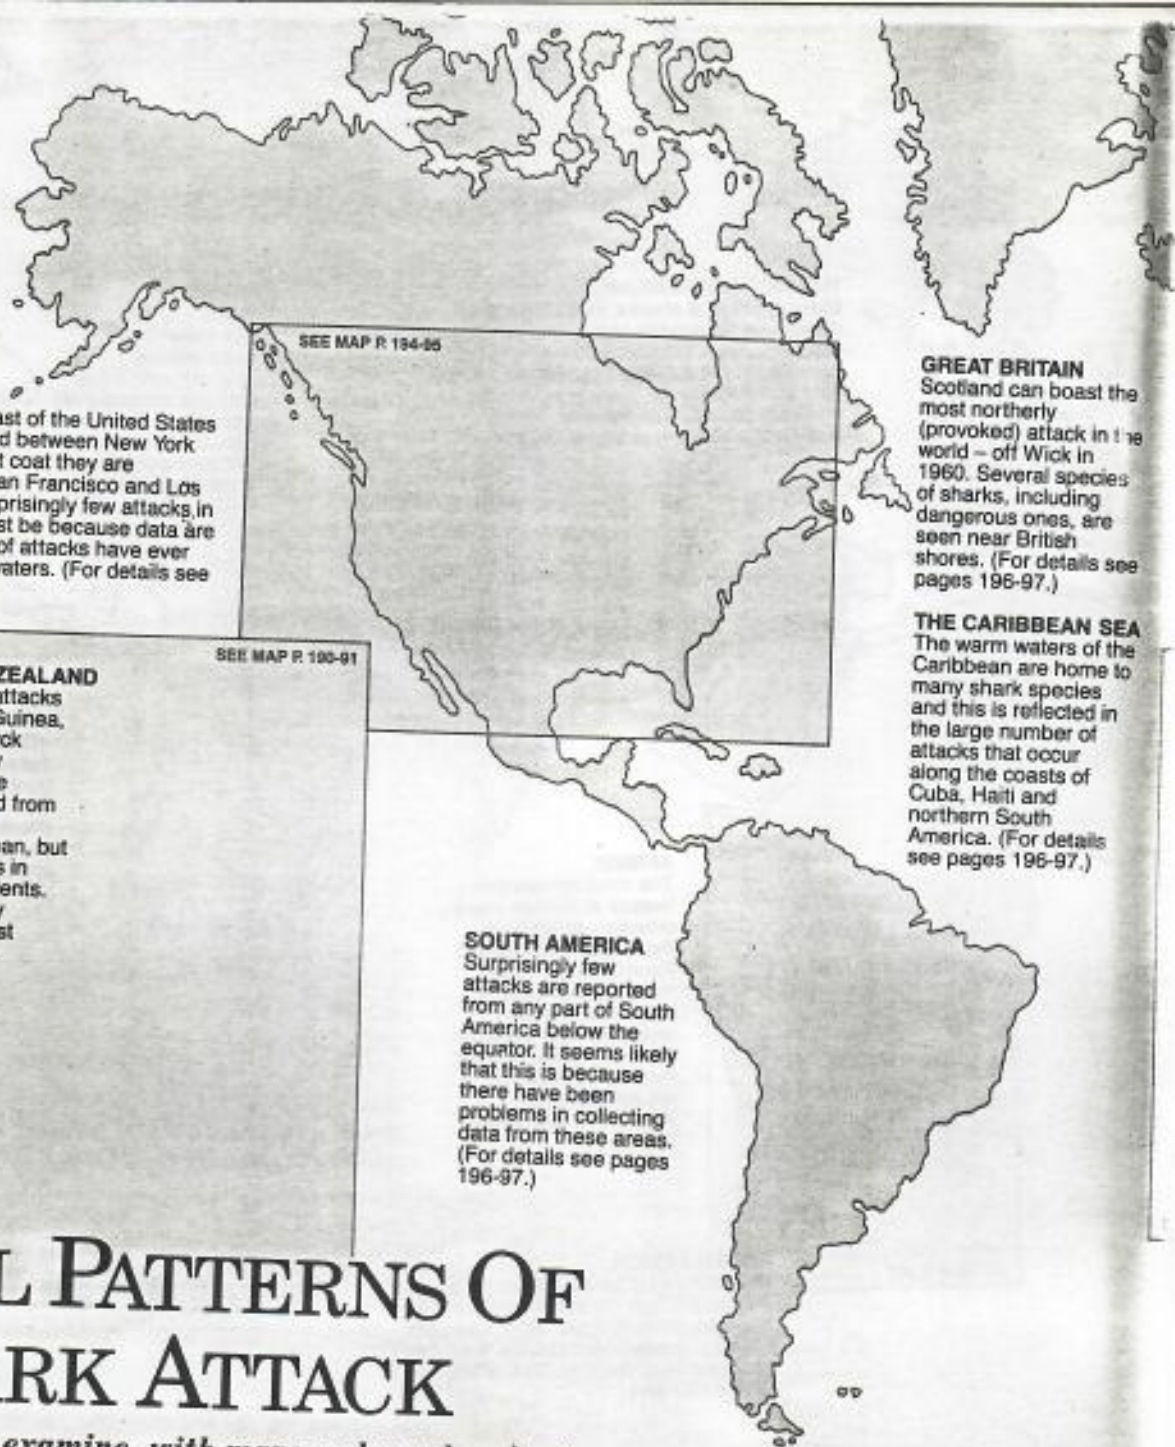 SEE MAP P. 194-95
ast of the United States
d between New York
t coat they are
an Francisco and Los
prisingly few attacks in
st be because data are
of attacks have ever
vaters. (For details see
SEE MAP P. 190-91
ZEALAND
attacks
Guinea,
ck
d from
an, but
s in
ents.
st
GREAT BRITAIN
Scotland can boast the
most northerly
(provoked) attack in the
world – off Wick in
1960. Several species
of sharks, including
dangerous ones, are
seen near British
shores. (For details see
pages 196-97.)
THE CARIBBEAN SEA
The warm waters of the
Caribbean are home to
many shark species
and this is reflected in
the large number of
attacks that occur
along the coasts of
Cuba, Haiti and
northern South
America. (For details
see pages 196-97.)
SOUTH AMERICA
Surprisingly few
attacks are reported
from any part of South
America below the
equator. It seems likely
that this is because
there have been
problems in collecting
data from these areas.
(For details see pages
196-97.)
L PATTERNS OF
ARK ATTACK
examine, with maps